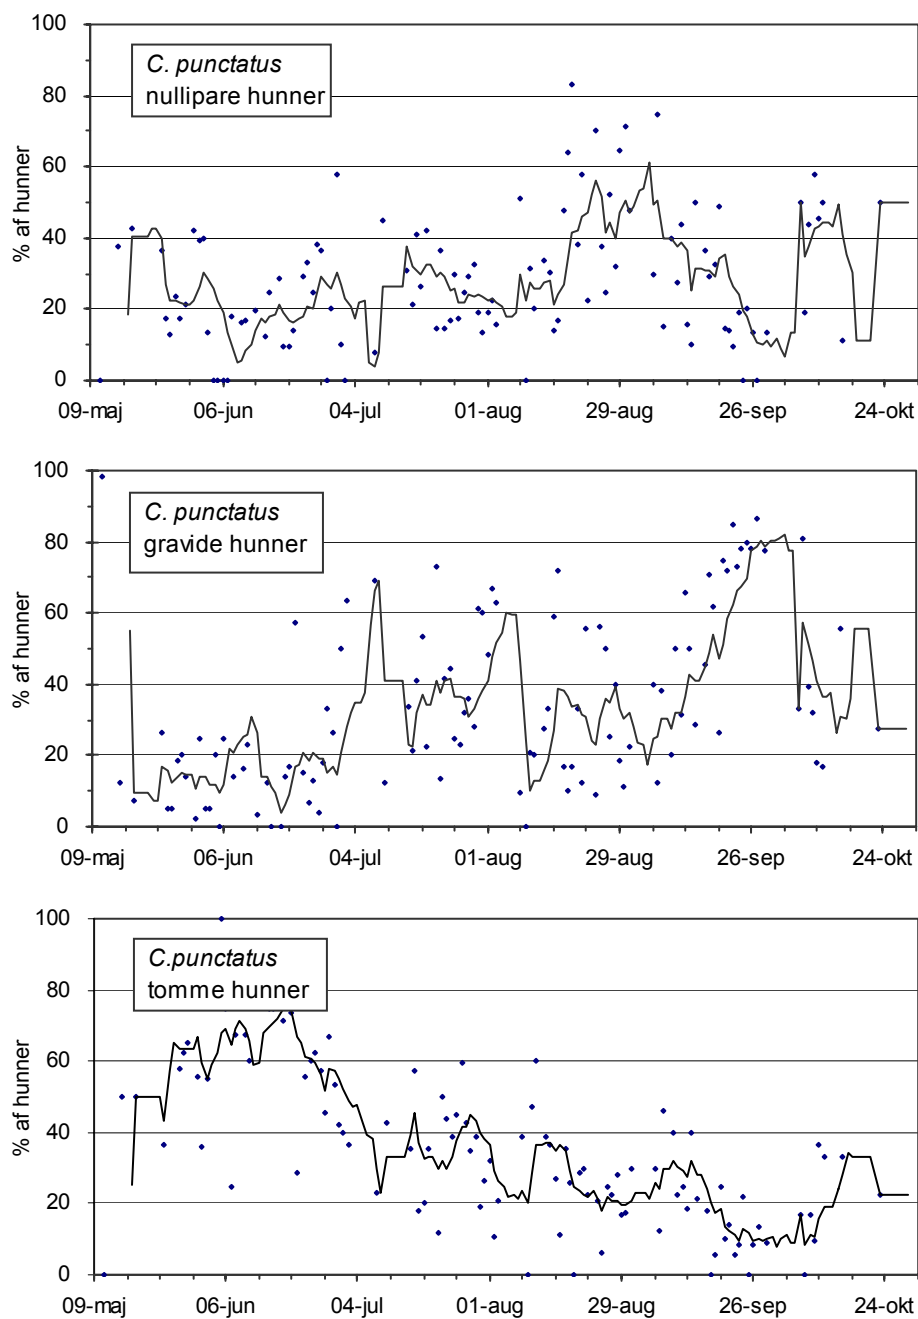 C. punctatus
nullipare hunner
% af hunner
100
80
60
40
20
0
09-maj 06-jun 04-jul 01-aug 29-aug 26-sep 24-okt
C. punctatus
gravide hunner
% af hunner
100
80
60
40
20
0
09-maj 06-jun 04-jul 01-aug 29-aug 26-sep 24-okt
C.punctatus
tomme hunner
% af hunner
100
80
60
40
20
0
09-maj 06-jun 04-jul 01-aug 29-aug 26-sep 24-okt